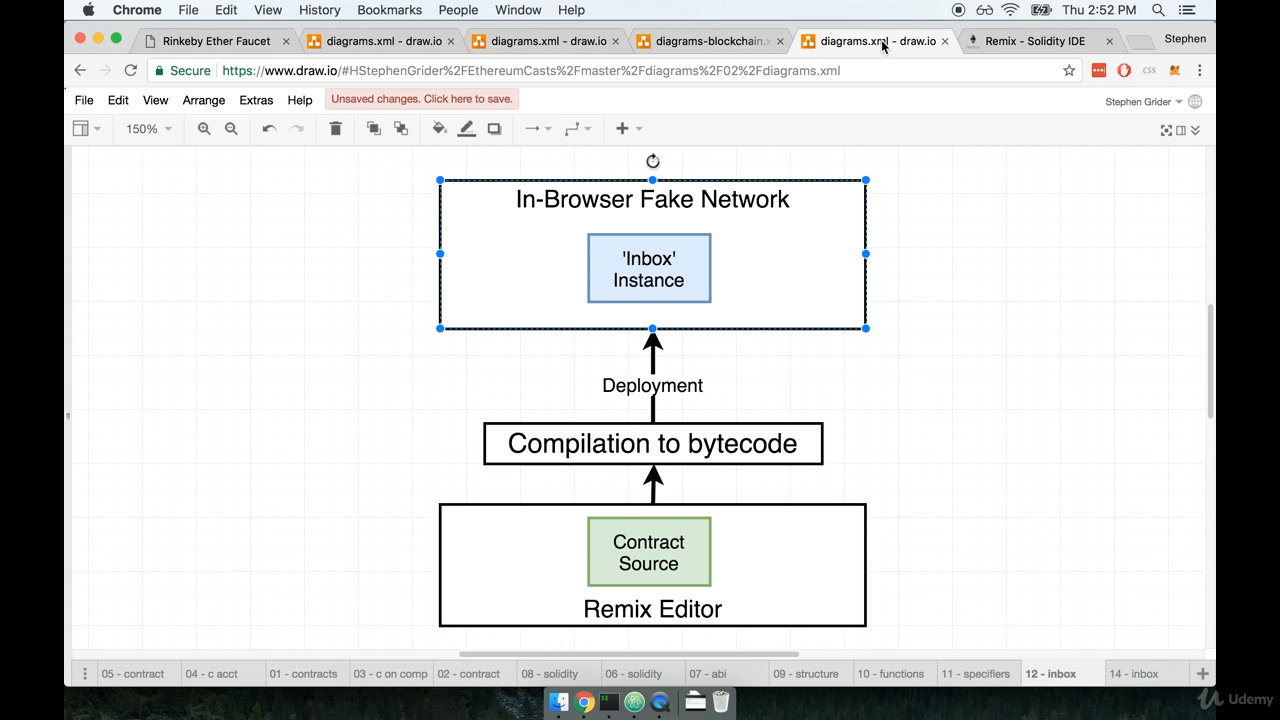 Chrome File Edit View History Bookmarks People Window Help Thu 2:52 PM
Rinkeby Ether Faucet diagrams.xml - draw.io diagrams.xml - draw.io diagrams-blockchain.x diagrams.xml - draw.io Remix - Solidity IDE Stephen
Secure https://www.draw.io/#HStephenGrider%2FEthereumCasts%2Fmaster%2Fdiagrams%2F02%2Fdiagrams.xml css
File Edit View Arrange Extras Help Unsaved changes. Click here to save. Stephen Grider
150%
In-Browser Fake Network
'Inbox'
Instance
Deployment
Compilation to bytecode
Contract
Source
Remix Editor
05 - contract 04 - c acct 01 - contracts 03 - c on comp 02 - contract 08 - solidity 06 - solidity 07 - abi 09 - structure 10 - functions 11 - specifiers 12 - inbox 14 - inbox
Udemy